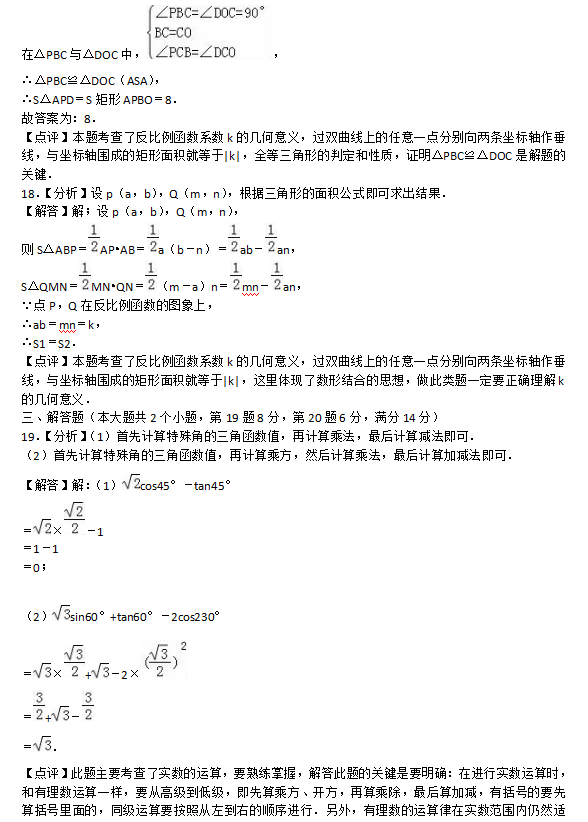 在△PBC与△DOC中，{∠PBC=∠DOC=90° BC=CO ∠PCB=∠DCO ，
∴△PBC≌△DOC（ASA），
∴S△APD＝S矩形APBO＝8．
故答案为：8．
【点评】本题考查了反比例函数系数k的几何意义，过双曲线上的任意一点分别向两条坐标轴作垂
线，与坐标轴围成的矩形面积就等于|k|，全等三角形的判定和性质，证明△PBC≌△DOC是解题的
关键．
18．【分析】设p（a，b），Q（m，n），根据三角形的面积公式即可求出结果．
【解答】解；设p（a，b），Q（m，n），
则S△ABP＝1/2AP•AB＝1/2a（b－n）＝1/2ab－1/2an，
S△QMN＝1/2MN•QN＝1/2（m－a）n＝1/2mn－1/2an，
∵点P，Q在反比例函数的图象上，
∴ab＝mn＝k，
∴S1＝S2．
【点评】本题考查了反比例函数系数k的几何意义，过双曲线上的任意一点分别向两条坐标轴作垂
线，与坐标轴围成的矩形面积就等于|k|，这里体现了数形结合的思想，做此类题一定要正确理解k
的几何意义．
三、解答题（本大题共2个小题，第19题8分，第20题6分，满分14分）
19．【分析】（1）首先计算特殊角的三角函数值，再计算乘法，最后计算减法即可．
（2）首先计算特殊角的三角函数值，再计算乘方，然后计算乘法，最后计算加减法即可．
【解答】解：（1）√2cos45°－tan45°
＝√2×√2/2－1
＝1－1
＝0；
（2）√3sin60°+tan60°－2cos230°
＝√3×√3/2+√3－2×(√3/2)²
＝3/2+√3－3/2
＝√3．
【点评】此题主要考查了实数的运算，要熟练掌握，解答此题的关键是要明确：在进行实数运算时，
和有理数运算一样，要从高级到低级，即先算乘方、开方，再算乘除，最后算加减，有括号的要先
算括号里面的，同级运算要按照从左到右的顺序进行．另外，有理数的运算律在实数范围内仍然适